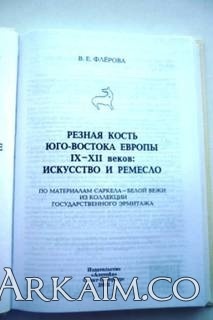 В. Е. ФЛЁРОВА
РЕЗНАЯ КОСТЬ
ЮГО-ВОСТОКА ЕВРОПЫ
IX–XII веков:
ИСКУССТВО И РЕМЕСЛО
ПО МАТЕРИАЛАМ САРКЕЛА–БЕЛОЙ ВЕЖИ
ИЗ КОЛЛЕКЦИИ
ГОСУДАРСТВЕННОГО ЭРМИТАЖА
Издательство
ARKAIM.CO